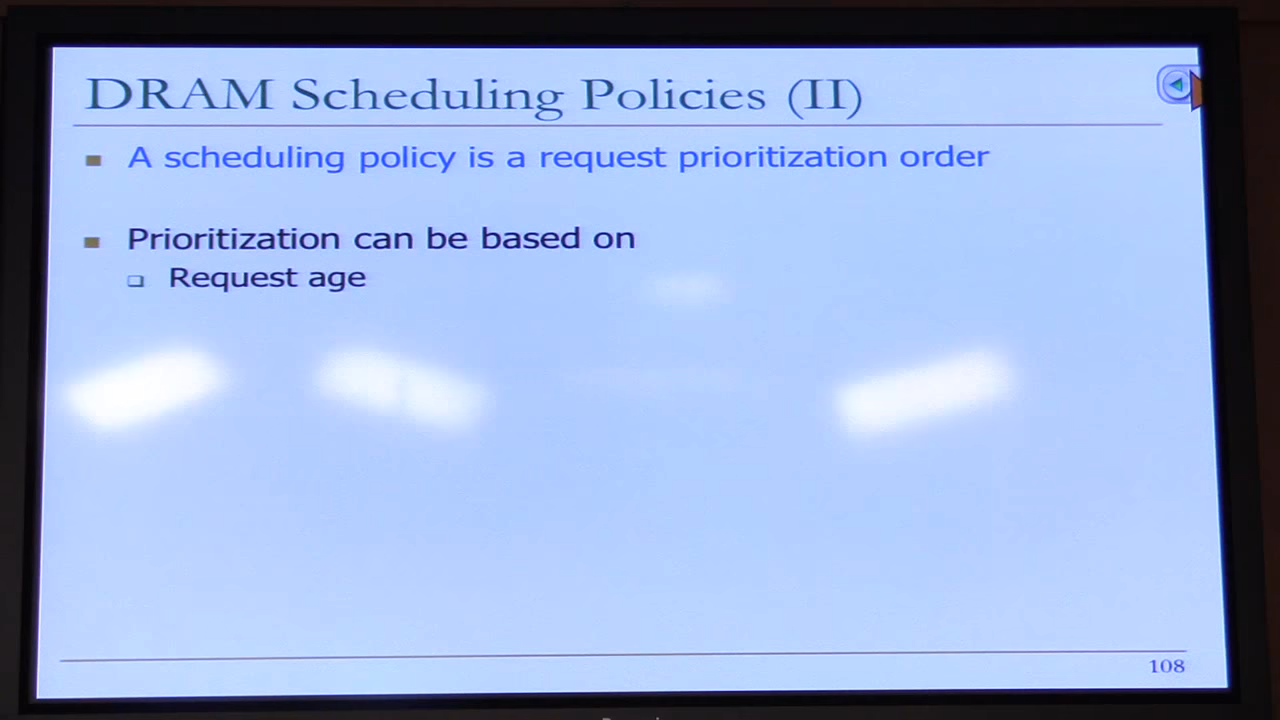 DRAM Scheduling Policies (II)
A scheduling policy is a request prioritization order
Prioritization can be based on
Request age
108